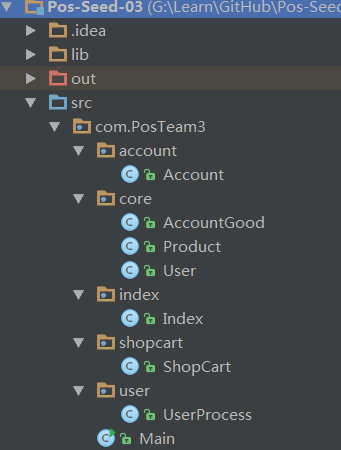 Pos-Seed-03 (G:\Learn\GitHub\Pos-Seed
.idea
lib
out
src
com.PosTeam3
account
C Account
core
C AccountGood
C Product
C User
index
C Index
shopcart
C ShopCart
user
C UserProcess
C Main